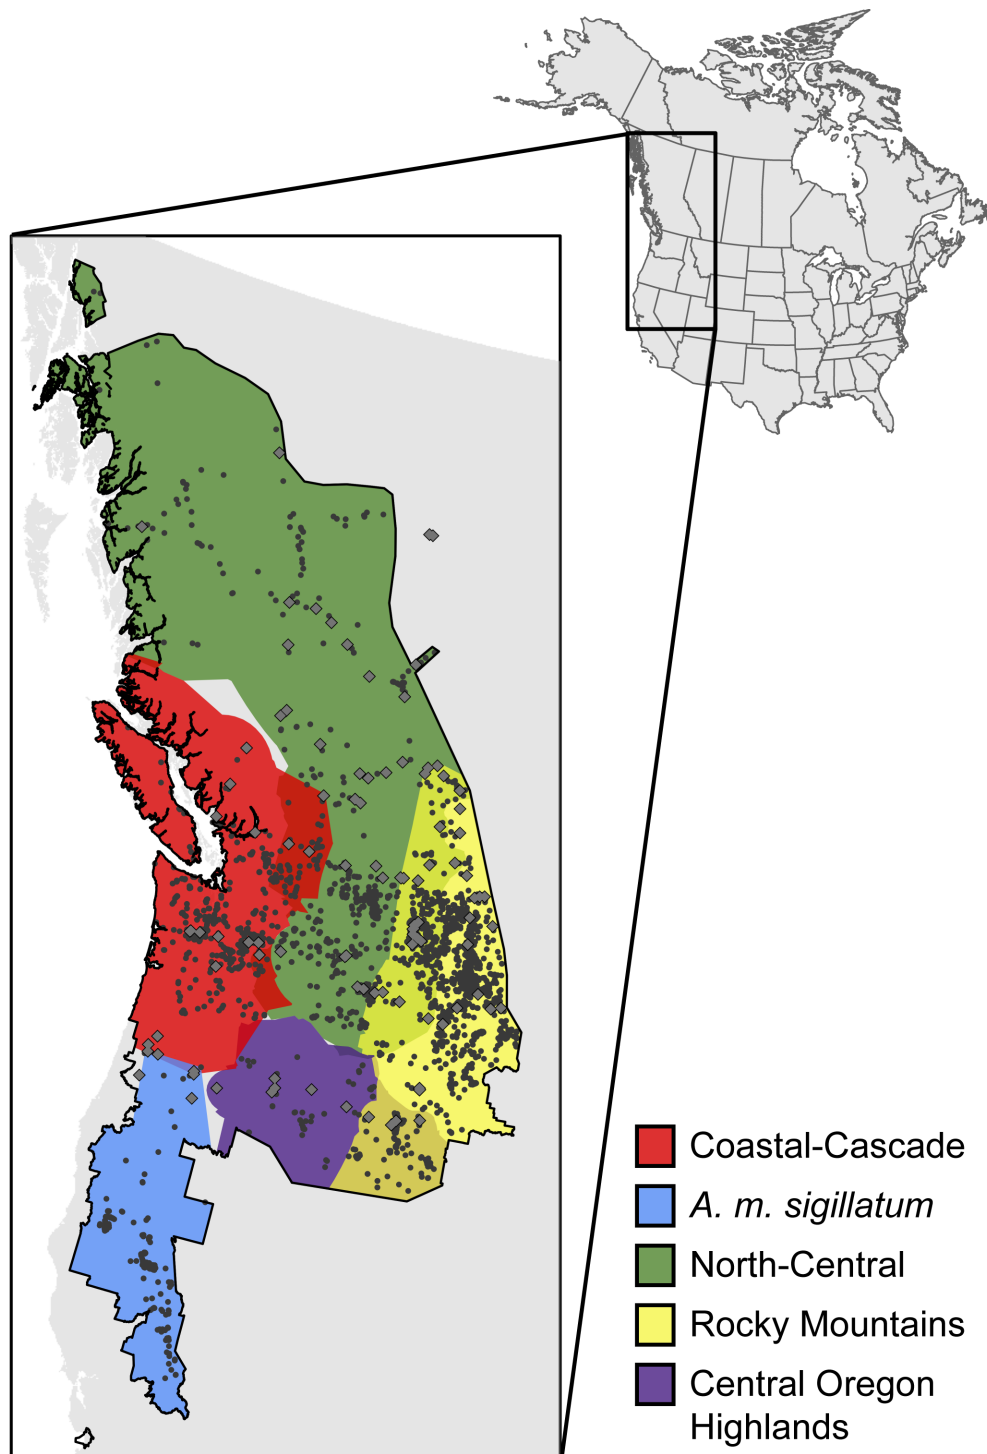 Coastal-Cascade
A. m. sigillatum
North-Central
Rocky Mountains
Central Oregon
Highlands